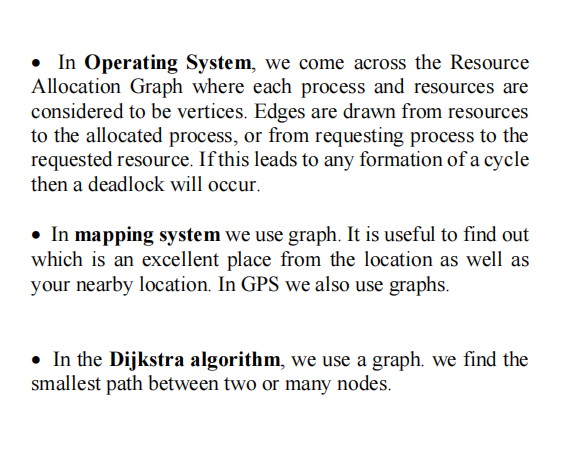 • In Operating System, we come across the Resource
Allocation Graph where each process and resources are
considered to be vertices. Edges are drawn from resources
to the allocated process, or from requesting process to the
requested resource. If this leads to any formation of a cycle
then a deadlock will occur.
• In mapping system we use graph. It is useful to find out
which is an excellent place from the location as well as
your nearby location. In GPS we also use graphs.
• In the Dijkstra algorithm, we use a graph. we find the
smallest path between two or many nodes.